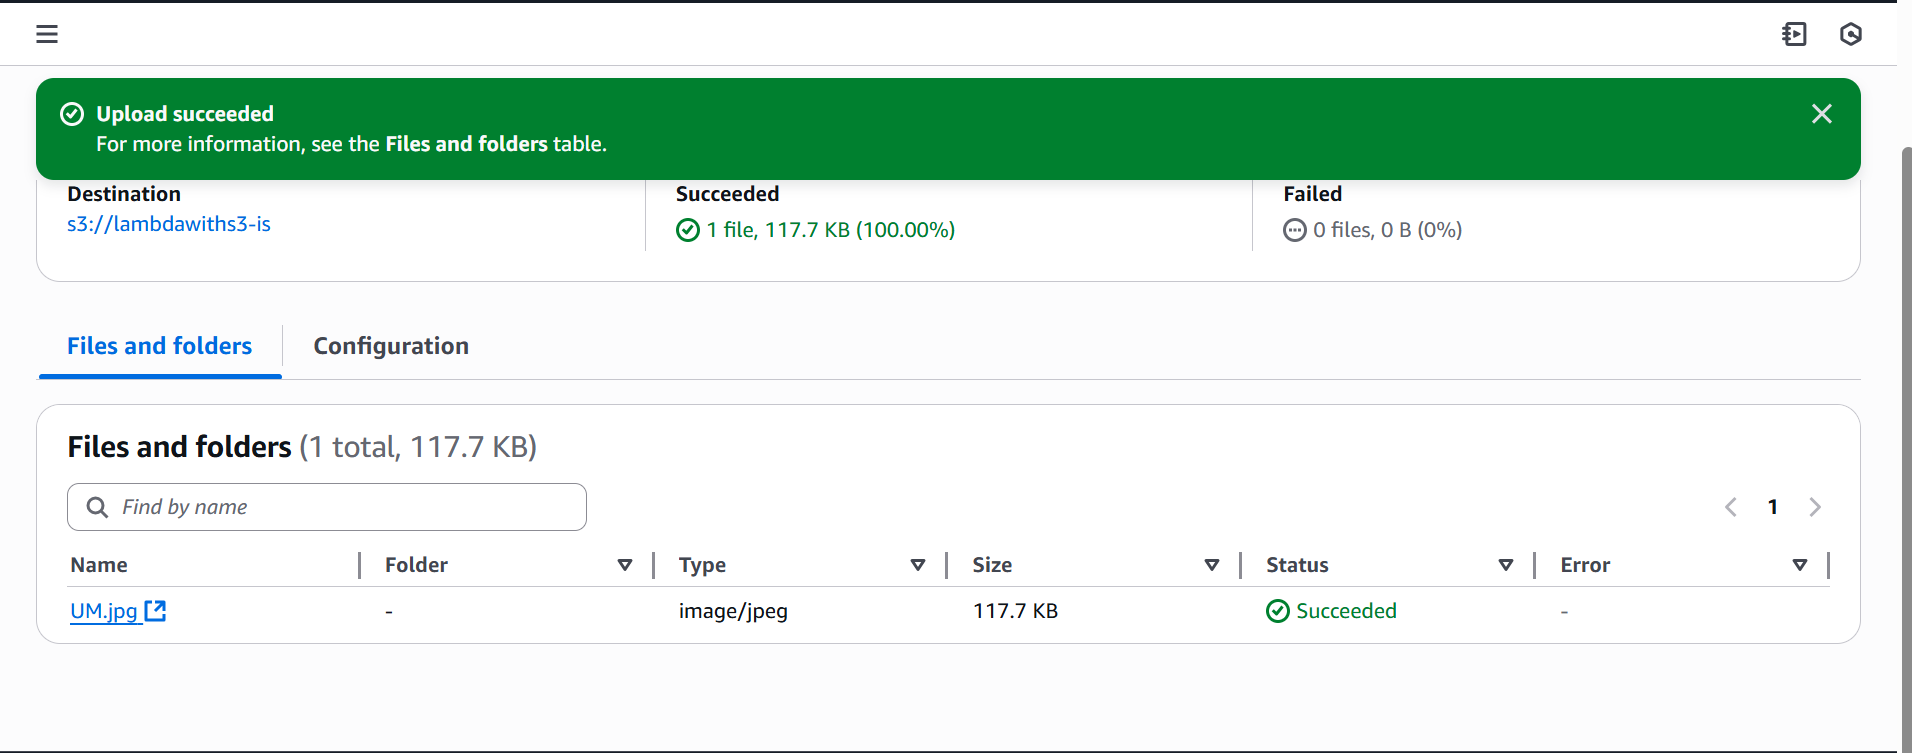 Upload succeeded
For more information, see the Files and folders table.
Destination Succeeded Failed
s3://lambdawiths3-is 1 file, 117.7 KB (100.00%) 0 files, 0 B (0%)
Files and folders Configuration
Files and folders (1 total, 117.7 KB)
Find by name 1
Name Folder Type Size Status Error
UM.jpg - image/jpeg 117.7 KB Succeeded -